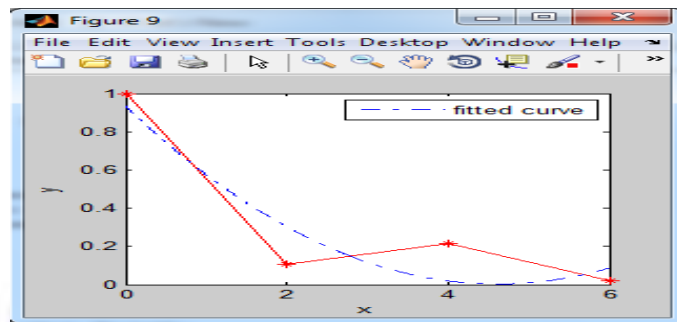 Figure 9
File Edit View Insert Tools Desktop Window Help
fitted curve
1
0.8
0.6
0.4
0.2
0
y
0 2 4 6
x